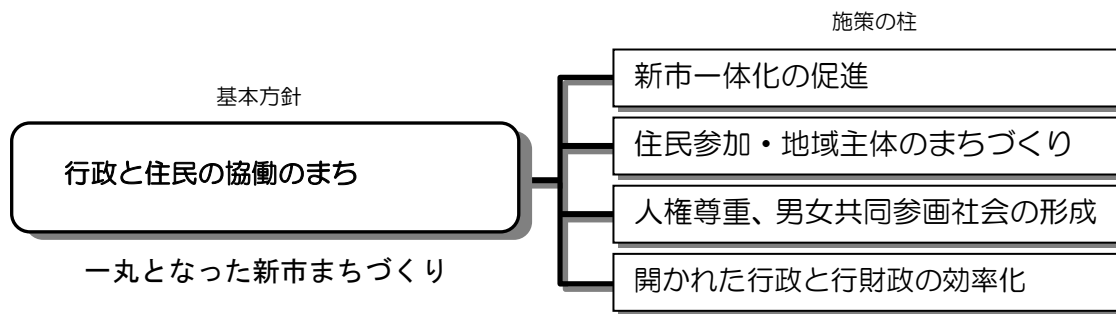 基本方針
行政と住民の協働のまち
一丸となった新市まちづくり
施策の柱
新市一体化の促進
住民参加・地域主体のまちづくり
人権尊重、男女共同参画社会の形成
開かれた行政と行財政の効率化